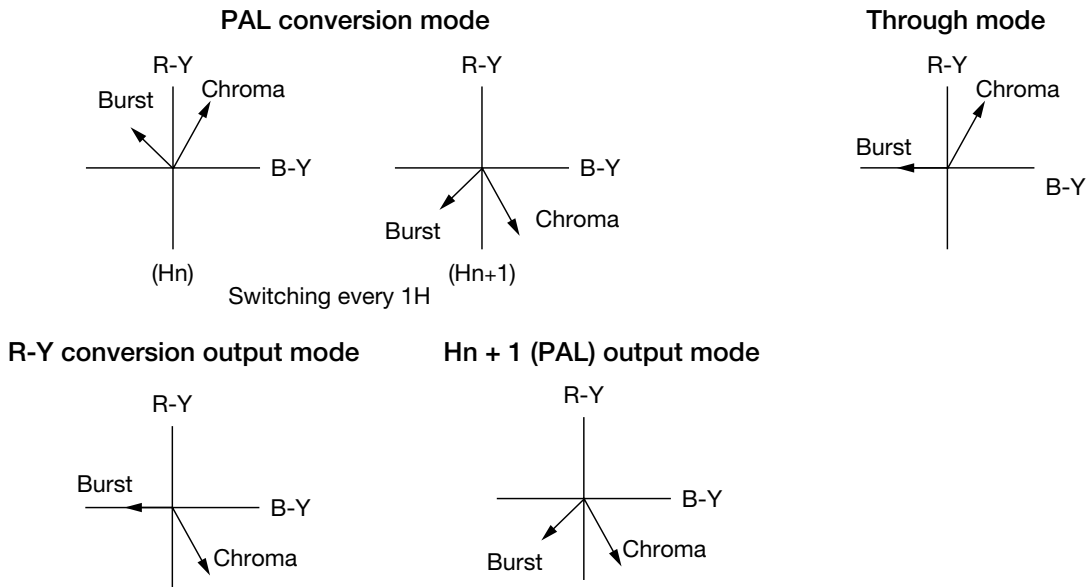 PAL conversion mode
R-Y
Burst
Chroma
B-Y
(Hn)
R-Y
B-Y
Burst
Chroma
(Hn+1)
Switching every 1H
Through mode
R-Y
Chroma
Burst
B-Y
R-Y conversion output mode
R-Y
Burst
B-Y
Chroma
Hn + 1 (PAL) output mode
R-Y
B-Y
Burst
Chroma